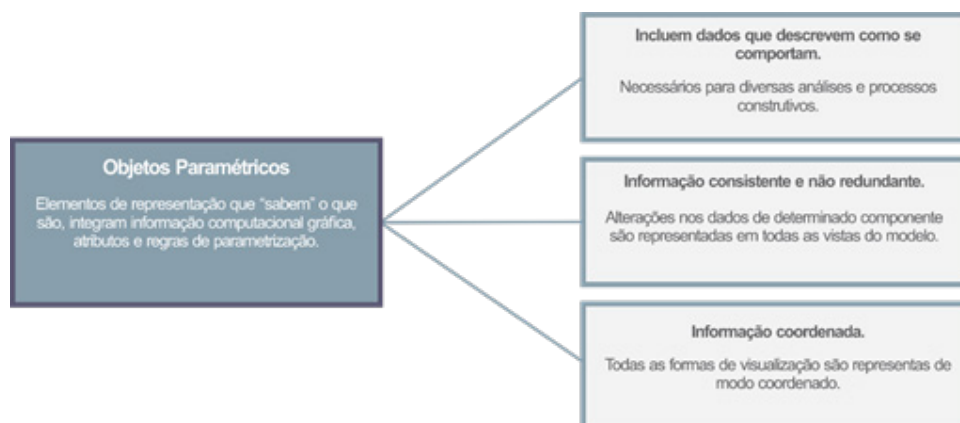 Objetos Paramétricos
Elementos de representação que “sabem” o que
são, integram informação computacional gráfica,
atributos e regras de parametrização.
Incluem dados que descrevem como se
comportam.
Necessários para diversas análises e processos
construtivos.
Informação consistente e não redundante.
Alterações nos dados de determinado componente
são representadas em todas as vistas do modelo.
Informação coordenada.
Todas as formas de visualização são representas de
modo coordenado.